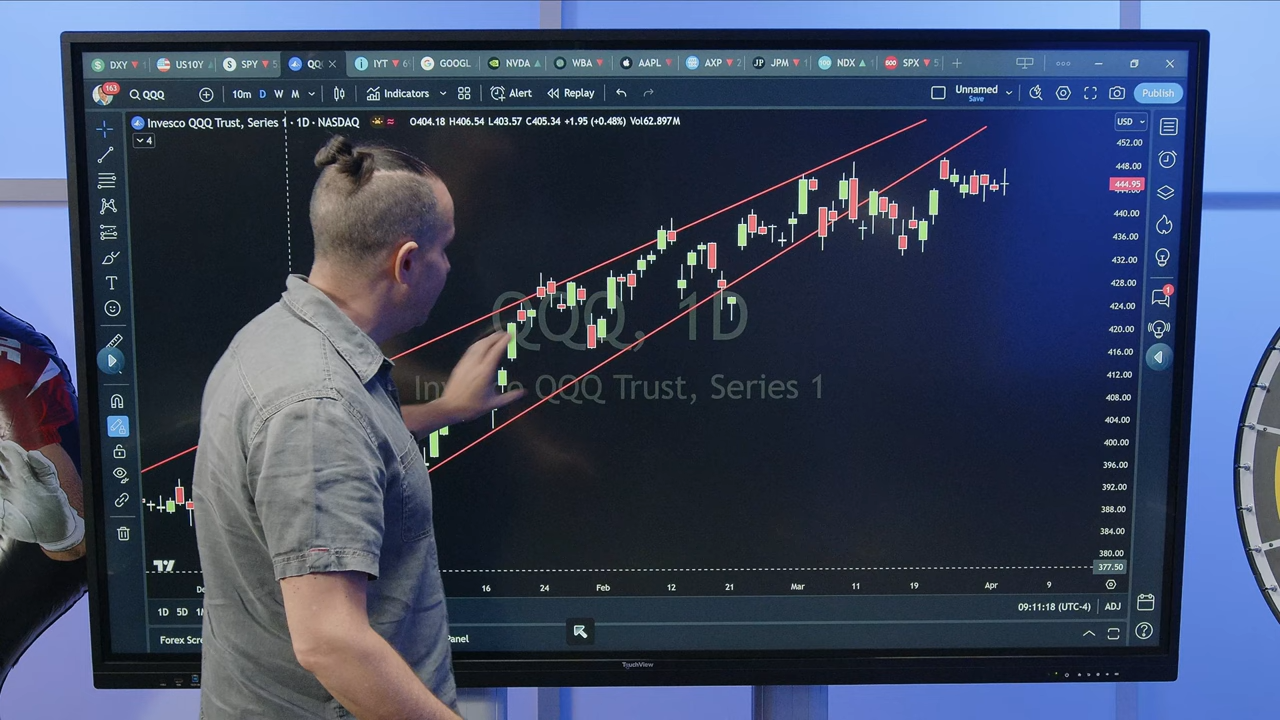 DXY US10Y SPY QQ IYT GOOGL NVDA WBA AAPL AXP JPM NDX SPX
163 QQQ 10m D W M Indicators Alert Replay Unnamed Save Publish
Invesco QQQ Trust, Series 1 · 1D · NASDAQ O404.18 H406.54 L403.57 C405.34 +1.95 (+0.48%) Vol62.897M USD
4
452.00
448.00
444.95
440.00
436.00
432.00
428.00
1
424.00
QQQ, 1D
420.00
416.00
412.00
QQQ Trust, Series 1
408.00
404.00
400.00
396.00
392.00
388.00
384.00
380.00
377.50
16 24 Feb 12 21 Mar 11 19 Apr 9
1D 5D
09:11:18 (UTC-4) ADJ
Forex
TouchView